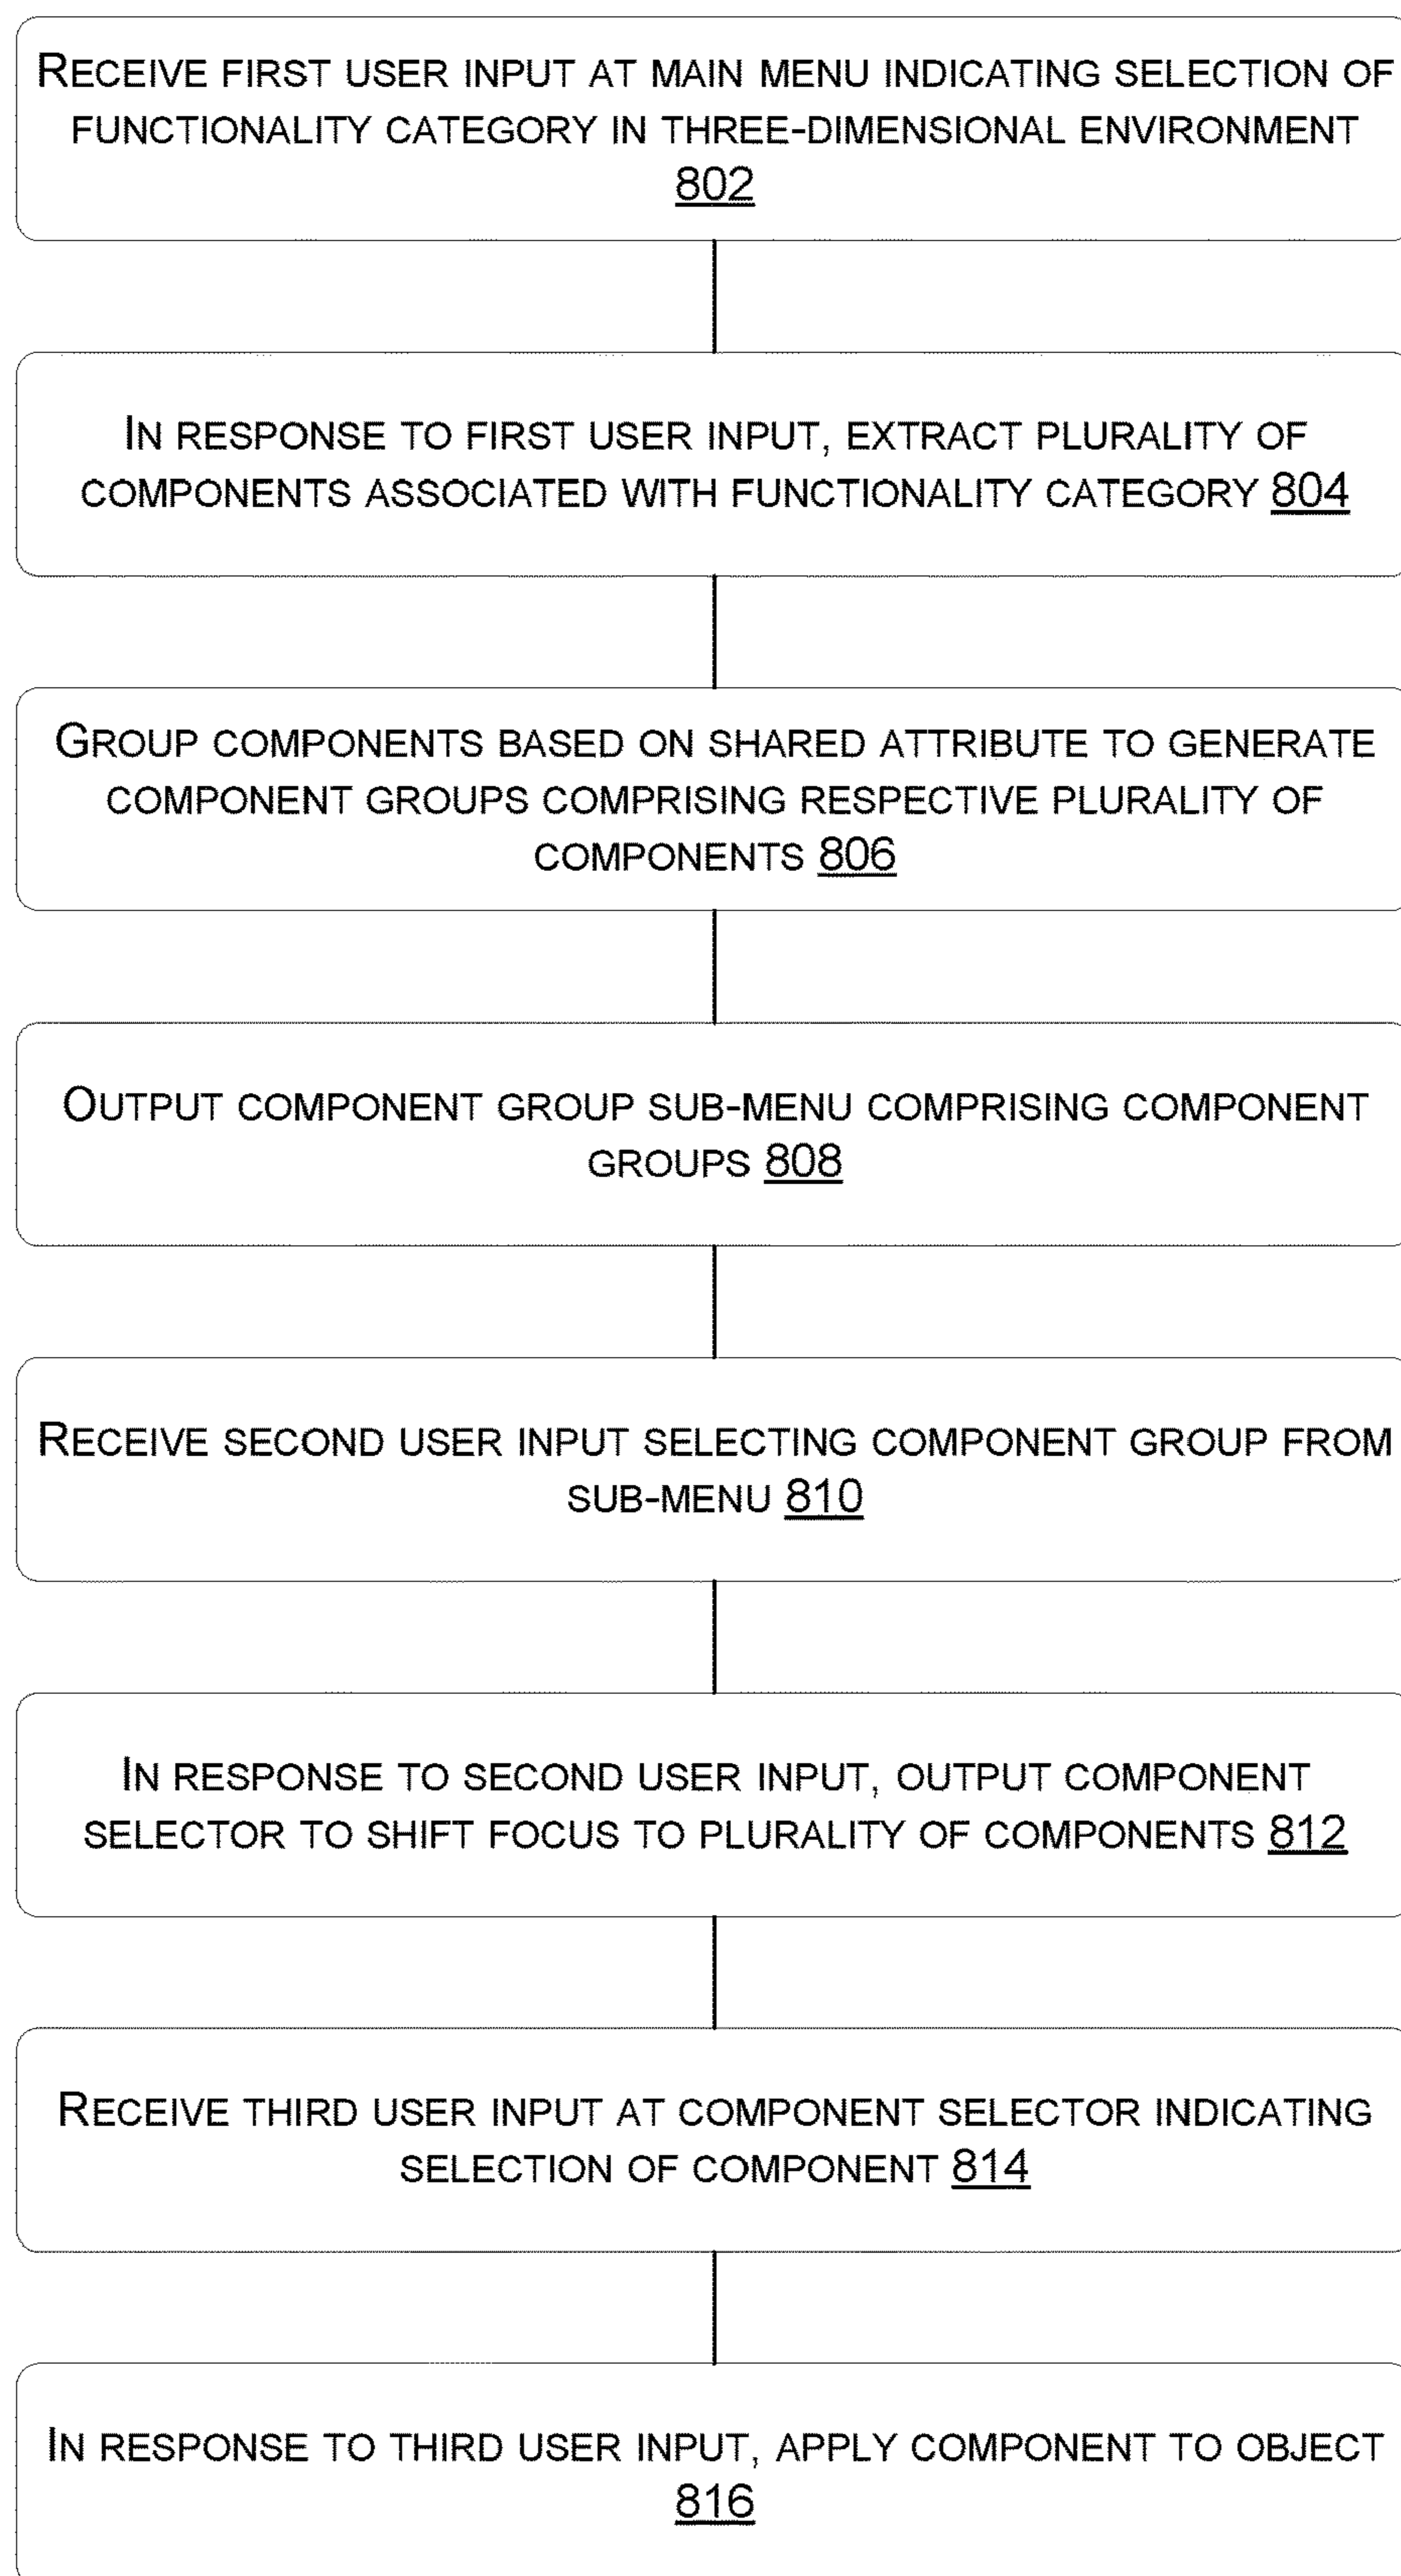 RECEIVE FIRST USER INPUT AT MAIN MENU INDICATING SELECTION OF
FUNCTIONALITY CATEGORY IN THREE-DIMENSIONAL ENVIRONMENT
802
IN RESPONSE TO FIRST USER INPUT, EXTRACT PLURALITY OF
COMPONENTS ASSOCIATED WITH FUNCTIONALITY CATEGORY 804
GROUP COMPONENTS BASED ON SHARED ATTRIBUTE TO GENERATE
COMPONENT GROUPS COMPRISING RESPECTIVE PLURALITY OF
COMPONENTS 806
OUTPUT COMPONENT GROUP SUB-MENU COMPRISING COMPONENT
GROUPS 808
RECEIVE SECOND USER INPUT SELECTING COMPONENT GROUP FROM
SUB-MENU 810
IN RESPONSE TO SECOND USER INPUT, OUTPUT COMPONENT
SELECTOR TO SHIFT FOCUS TO PLURALITY OF COMPONENTS 812
RECEIVE THIRD USER INPUT AT COMPONENT SELECTOR INDICATING
SELECTION OF COMPONENT 814
IN RESPONSE TO THIRD USER INPUT, APPLY COMPONENT TO OBJECT
816